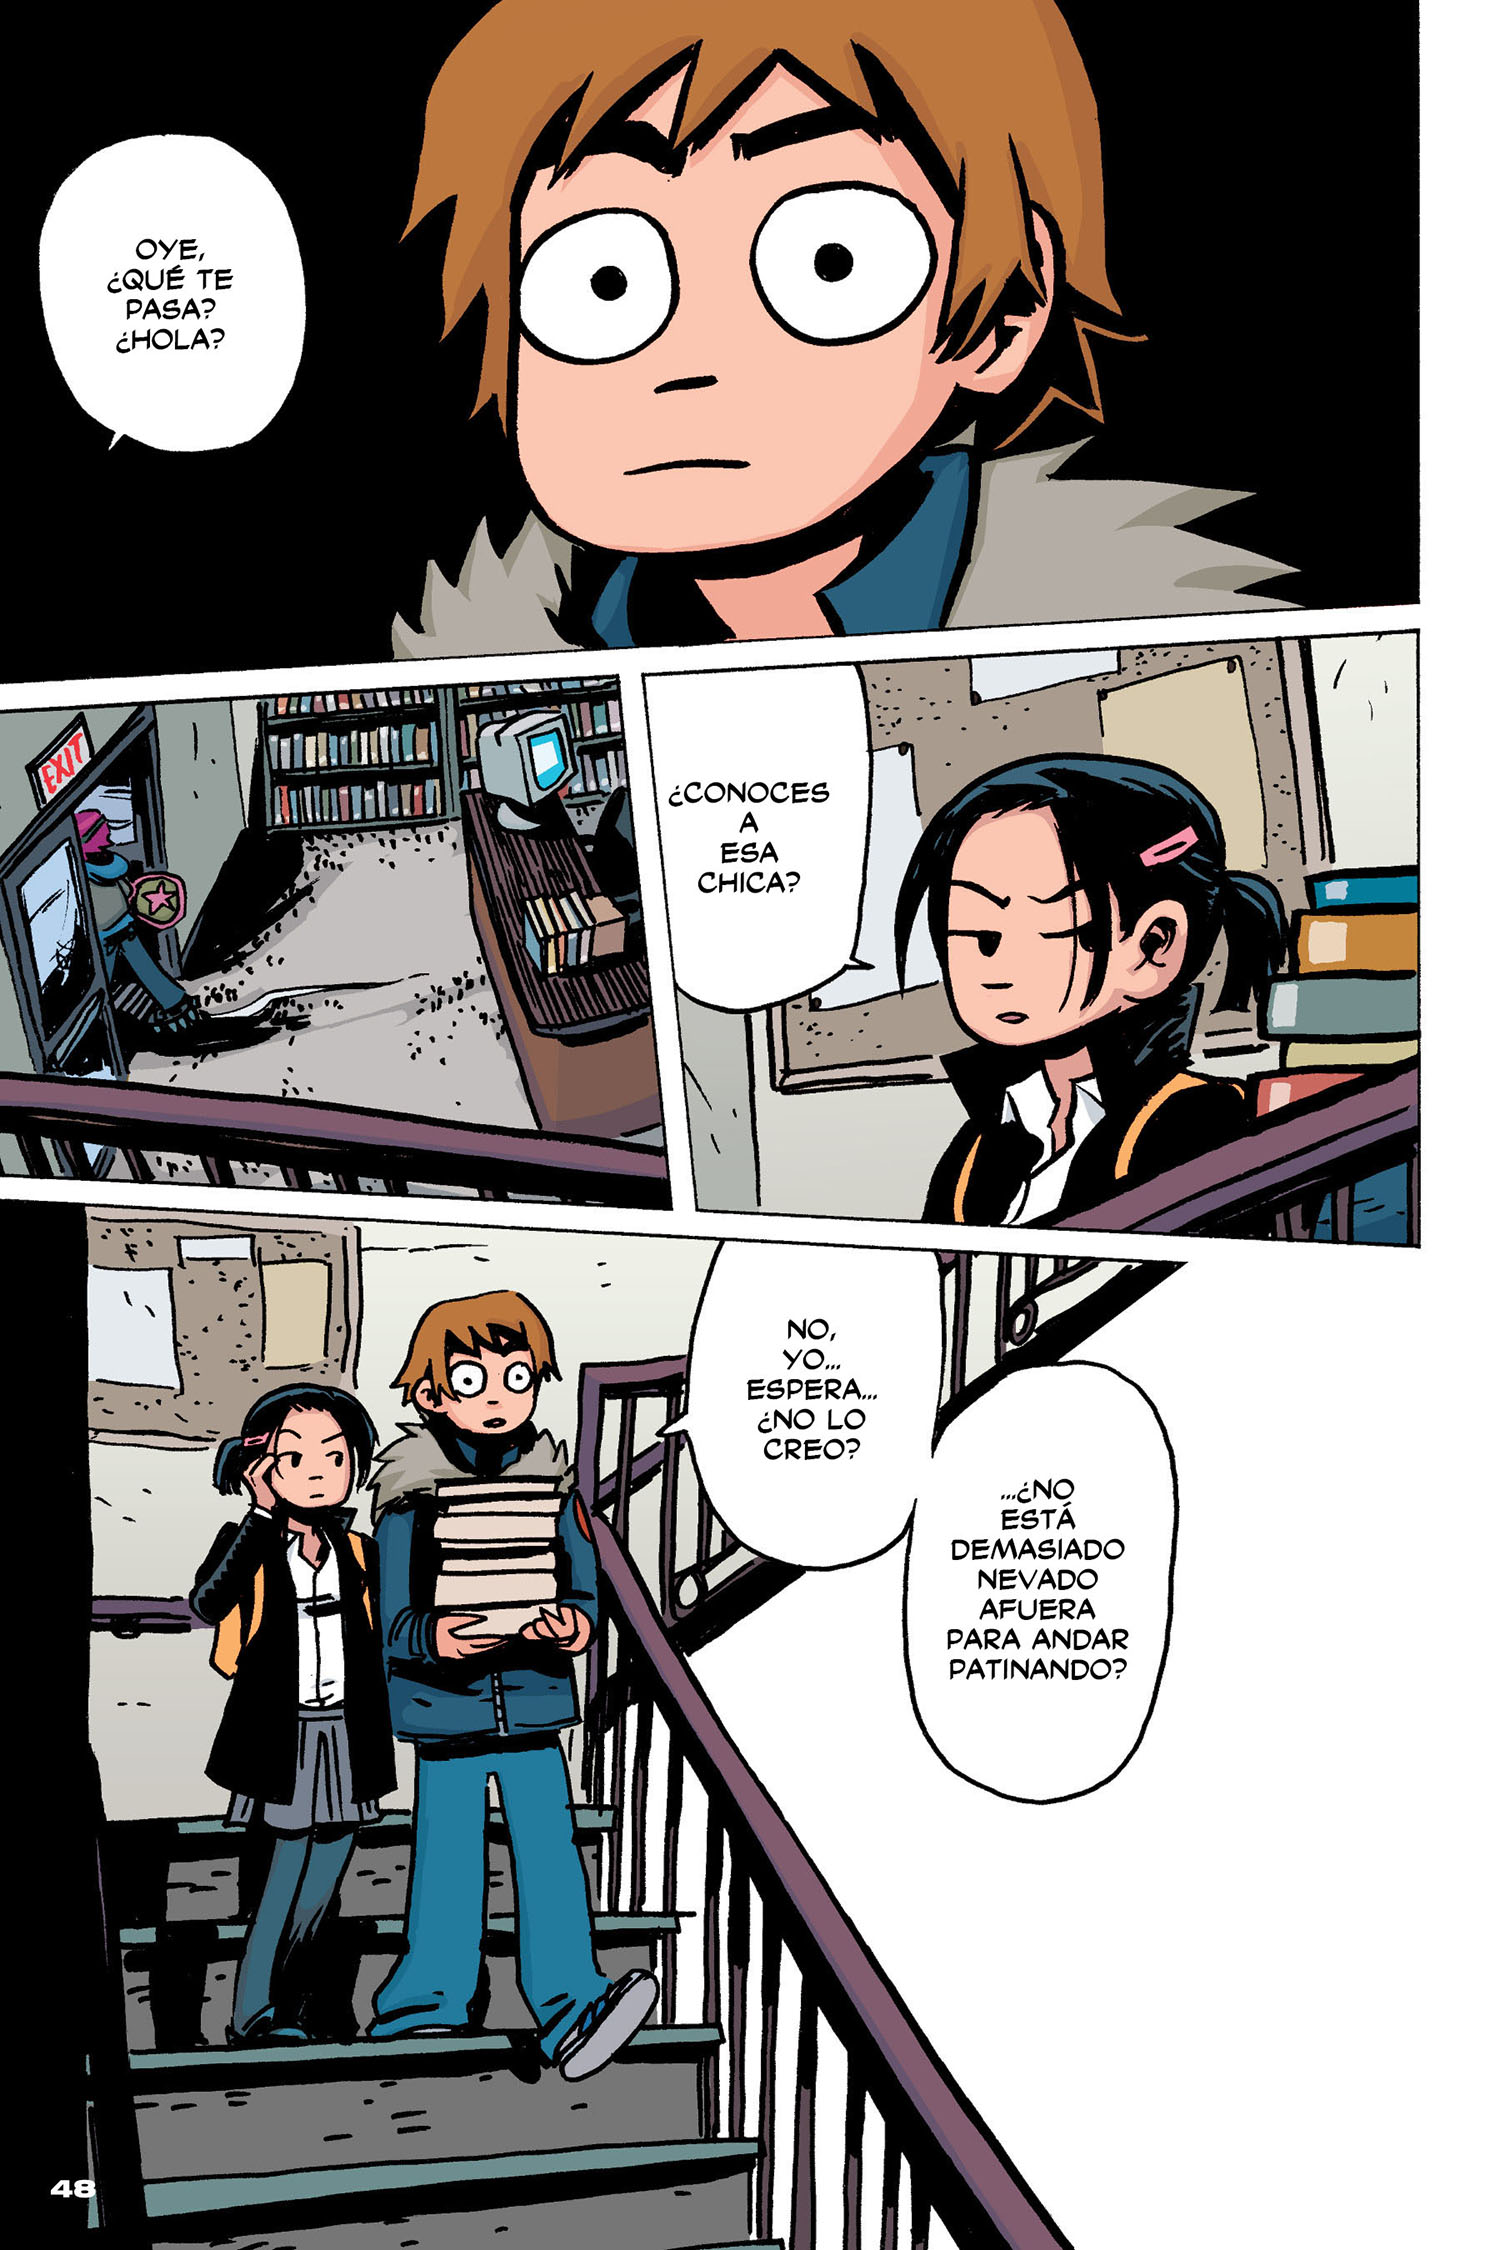 OYE,
¿QUÉ TE
PASA?
¿HOLA?
EXIT
¿CONOCES
A
ESA
CHICA?
NO,
YO...
ESPERA...
¿NO LO
CREO?
...¿NO
ESTÁ
DEMASIADO
NEVADO
AFUERA
PARA ANDAR
PATINANDO?
48